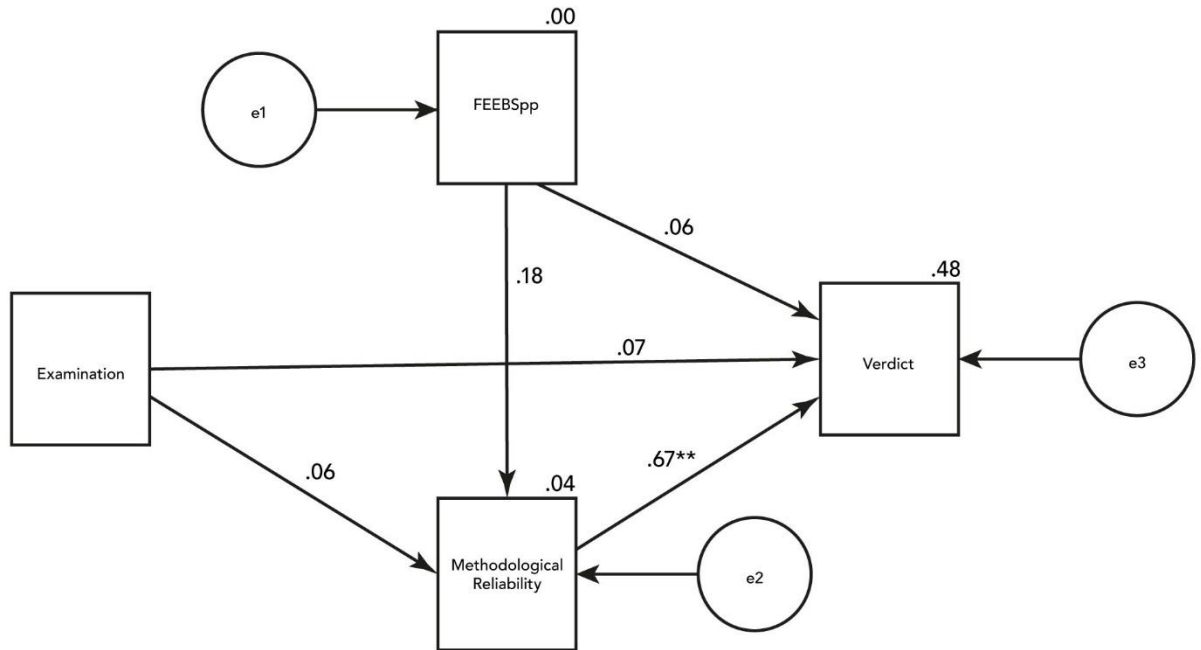 .00
e1
FEEBSpp
.06
.18
.48
.07
Examination
Verdict
e3
.06
.67**
.04
Methodological
Reliability
e2